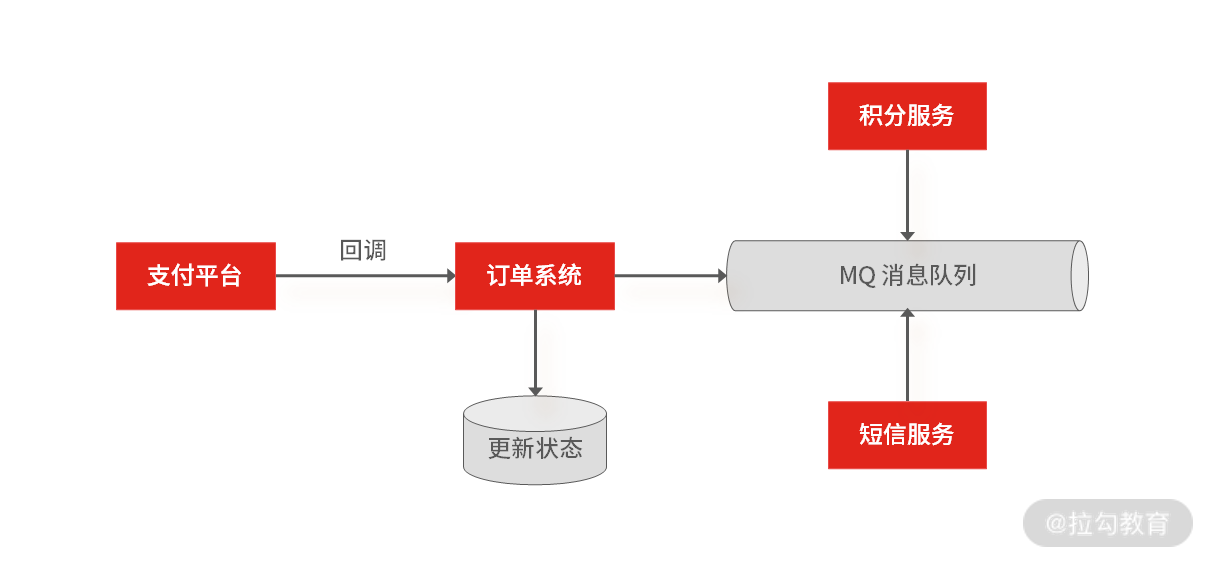 积分服务
回调
支付平台
订单系统
MQ 消息队列
更新状态
短信服务
@拉勾教育